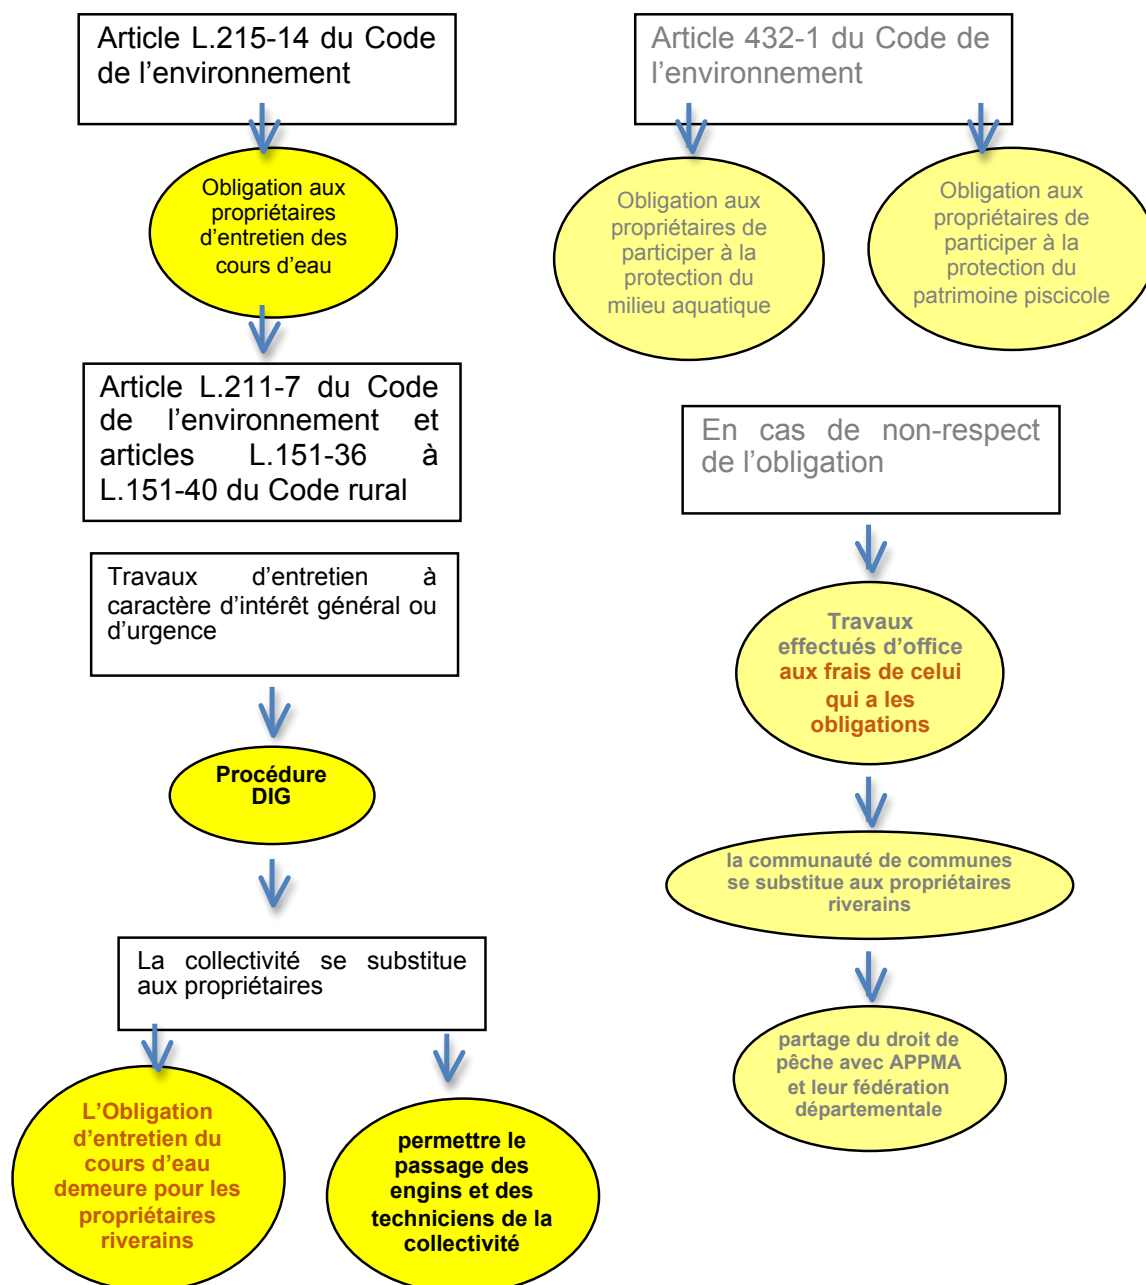 Article L.215-14 du Code
de l’environnement
Obligation aux
propriétaires
d’entretien des
cours d’eau
Article L.211-7 du Code
de l’environnement et
articles L.151-36 à
L.151-40 du Code rural
Travaux d’entretien à
caractère d’intérêt général ou
d’urgence
Procédure
DIG
La collectivité se substitue
aux propriétaires
L’Obligation
d’entretien du
cours d’eau
demeure pour les
propriétaires
riverains
permettre le
passage des
engins et des
techniciens de la
collectivité
Article 432-1 du Code de
l’environnement
Obligation aux
propriétaires de
participer à la
protection du
milieu aquatique
Obligation aux
propriétaires de
participer à la
protection du
patrimoine piscicole
En cas de non-respect
de l’obligation
Travaux
effectués d’office
aux frais de celui
qui a les
obligations
la communauté de communes
se substitue aux propriétaires
riverains
partage du droit de
pêche avec APPMA
et leur fédération
départementale